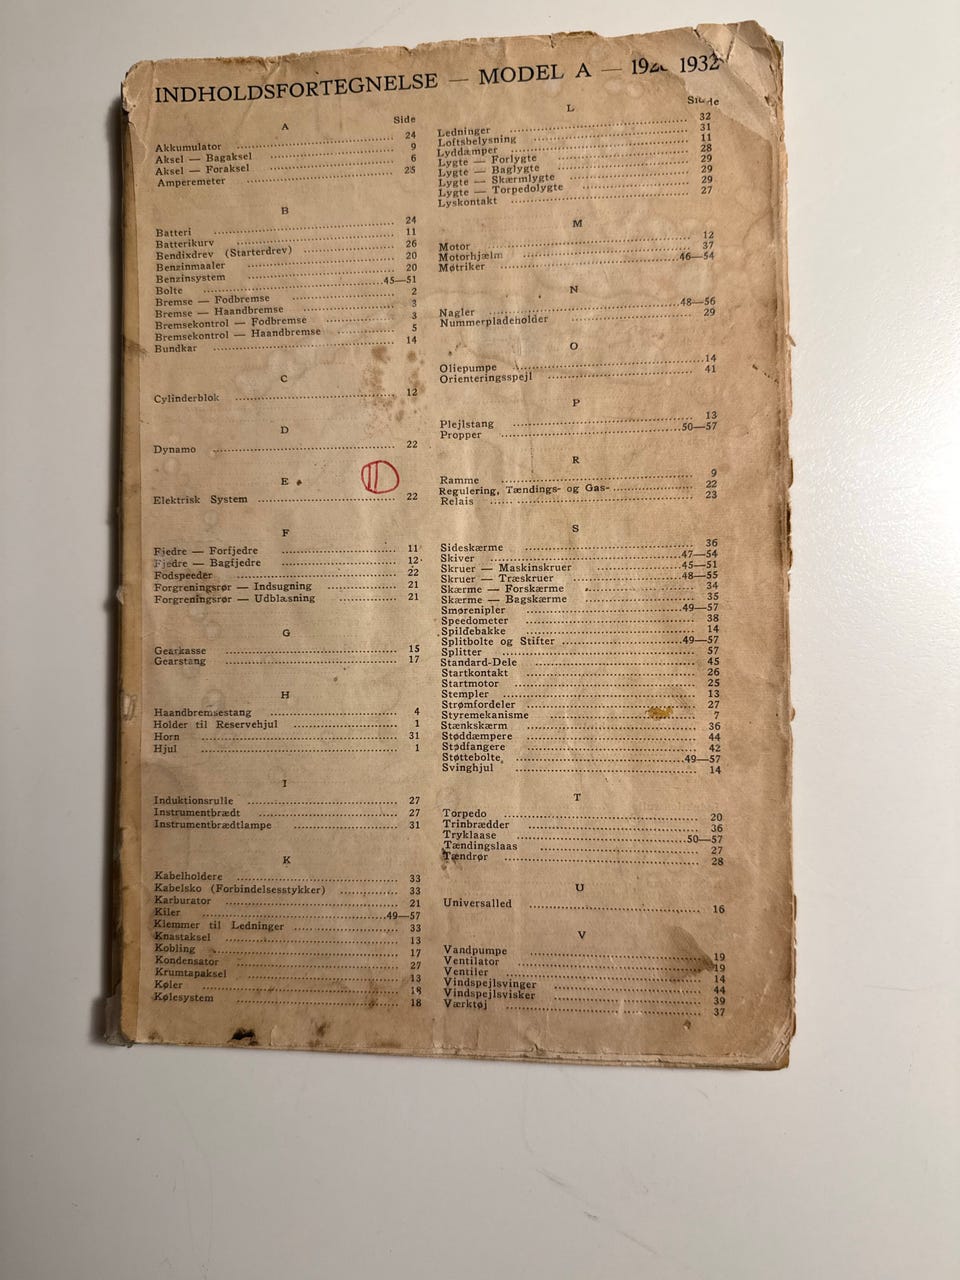 INDHOLDSFORTEGNELSE — MODEL A — 1932
Side
A
Akkumulator 24
Aksel — Bagaksel 9
Aksel — Foraksel 6
Amperemeter 25
B
Batteri 24
Batterikurv 11
Bendixdrev (Starterdrev) 26
Benzinmaaler 20
Benzinsystem 20
Bolte 45—51
Bremse — Fodbremse 2
Bremse — Haandbremse 3
Bremsekontrol — Fodbremse 3
Bremsekontrol — Haandbremse 5
Bundkar 14
C
Cylinderblok 12
D
Dynamo 22
E
Elektrisk System 22
F
Fjedre — Forfjedre 11
Fjedre — Bagfjedre 12
Fodspeeder 22
Forgreningsrør — Indsugning 21
Forgreningsrør — Udblæsning 21
G
Gearkasse 15
Gearstang 17
H
Haandbremsestang 4
Holder til Reservehjul 1
Horn 31
Hjul 1
I
Induktionsrulle 27
Instrumentbrædt 27
Instrumentbrædtlampe 31
K
Kabelholdere 33
Kabelsko (Forbindelsesstykker) 33
Karburator 21
Kiler 49—57
Klemmer til Ledninger 33
Knastaksel 13
Kobling 17
Kondensator 27
Krumtapaksel 13
Køler 18
Kølesystem 18
L
Ledninger 32
Loftsbelysning 31
Lyddæmper 11
Lygte — Forlygte 28
Lygte — Baglygte 29
Lygte — Skærmlygte 29
Lygte — Torpedolygte 29
Lyskontakt 27
M
Motor 12
Motorhjælm 37
Møtriker 46—54
N
Nagler 48—56
Nummerpladeholder 29
O
Oliepumpe 14
Orienteringsspejl 41
P
Plejlstang 13
Propper 50—57
R
Ramme 9
Regulering, Tændings- og Gas- 22
Relais 23
S
Sideskærme 36
Skiver 47—54
Skruer — Maskinskruer 45—51
Skruer — Træskruer 48—55
Skærme — Forskærme 34
Skærme — Bagskærme 35
Smørenipler 49—57
Speedometer 38
Spildebakke 14
Splitbolte og Stifter 49—57
Splitter 57
Standard-Dele 45
Startkontakt 26
Startmotor 25
Stempler 13
Strømfordeler 27
Styremekanisme 7
Stænkskærm 36
Støddæmpere 44
Stødfangere 42
Støttebolte 49—57
Svinghjul 14
T
Torpedo 20
Trinbrædder 36
Tryklaase 50—57
Tændingslaas 27
Tændrør 28
U
Universalled 16
V
Vandpumpe 19
Ventilator 19
Ventiler 14
Vindspejlsvinger 44
Vindspejlsvisker 39
Værktøj 37